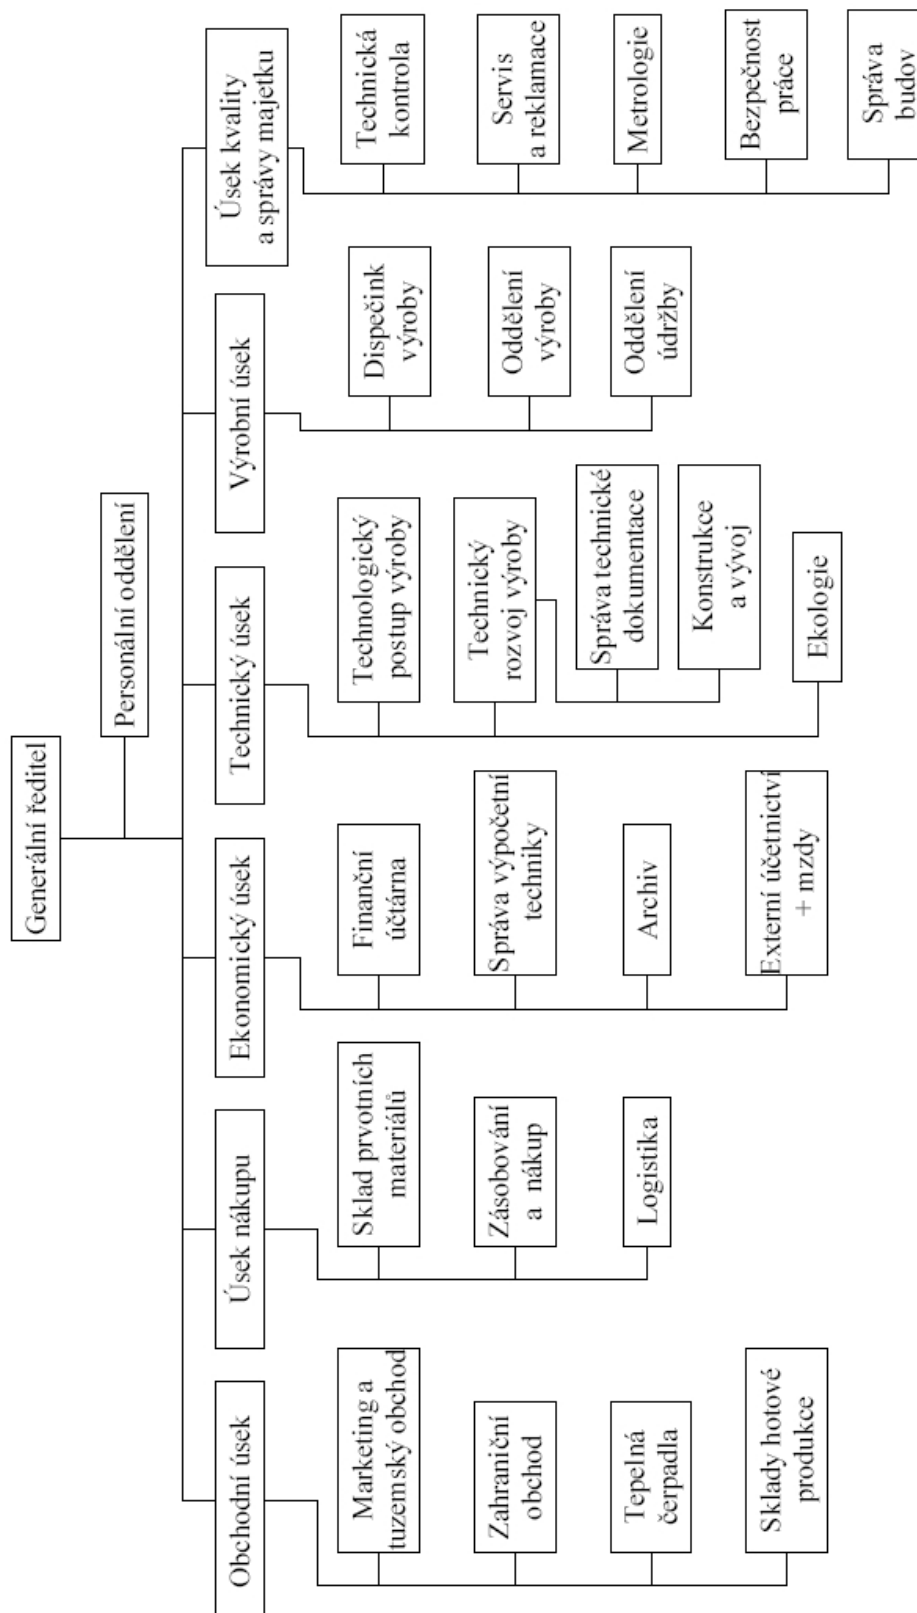 Generální ředitel
Personální oddělení
Obchodní úsek
Marketing a
tuzemský obchod
Zahraniční
obchod
Tepelná
čerpadla
Sklady hotové
produkce
Úsek nákupu
Sklad prvotních
materiálů
Zásobování
a nákup
Logistika
Ekonomický úsek
Finanční
účtárna
Správa výpočetní
techniky
Archiv
Externí účetnictví
+ mzdy
Technický úsek
Technologický
postup výroby
Technický
rozvoj výroby
Správa technické
dokumentace
Konstrukce
a vývoj
Ekologie
Výrobní úsek
Dispečink
výroby
Oddělení
výroby
Oddělení
údržby
Úsek kvality
a správy majetku
Technická
kontrola
Servis
a reklamace
Metrologie
Bezpečnost
práce
Správa
budov